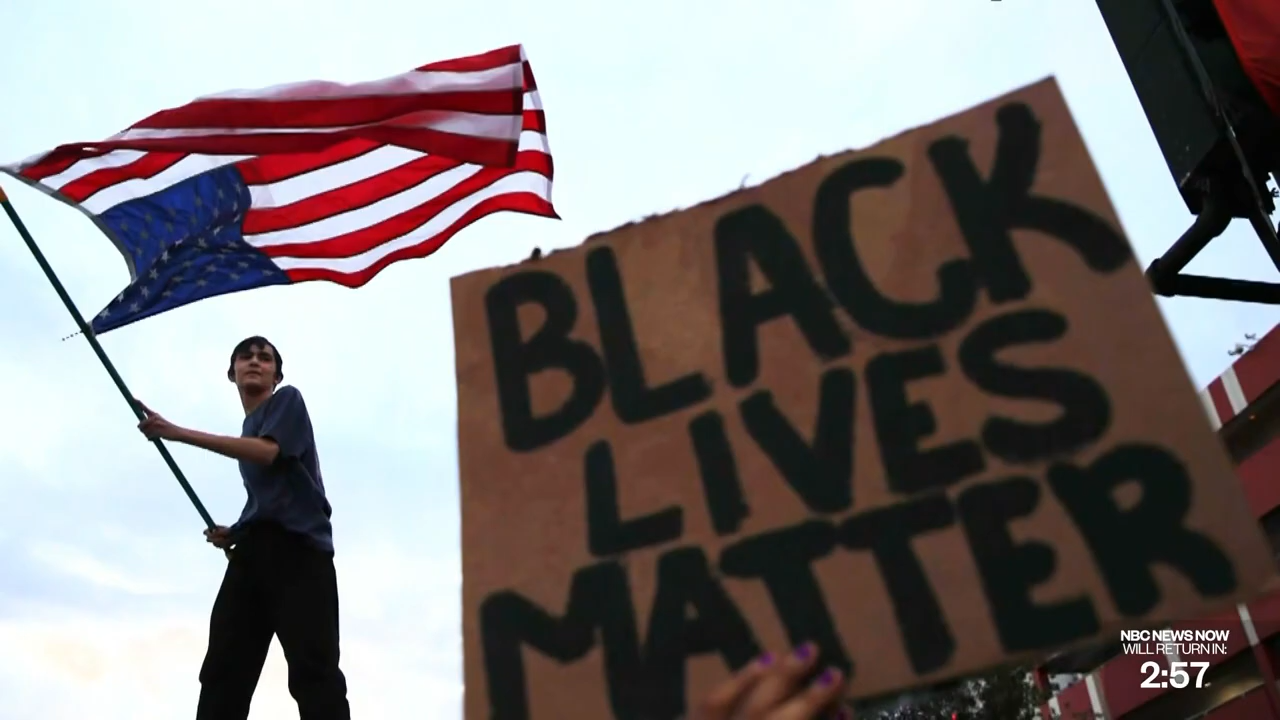 BLACK
LIVES
MATTER
NBC NEWS NOW
WILL RETURN IN:
2:57